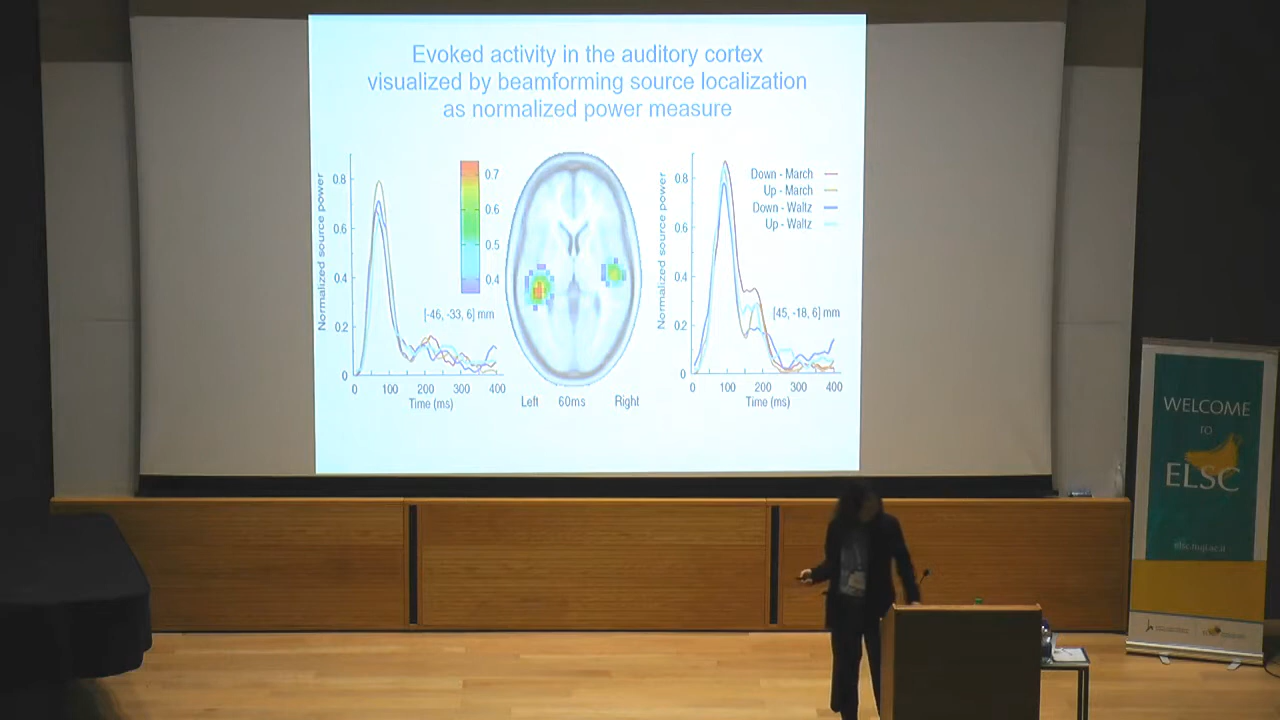 Evoked activity in the auditory cortex
visualized by beamforming source localization
as normalized power measure
Normalized source power
0.8
0.6
0.4
0.2
0
0
100
200
300
400
Time (ms)
[-46, -33, 6] mm
0.7
0.6
0.5
0.4
Left
60ms
Right
Normalized source power
0.8
0.6
0.4
0.2
0
0
100
200
300
400
Time (ms)
Down - March
Up - March
Down - Waltz
Up - Waltz
[45, -18, 6] mm
WELCOME
TO
ELSC
elsc.huji.ac.il